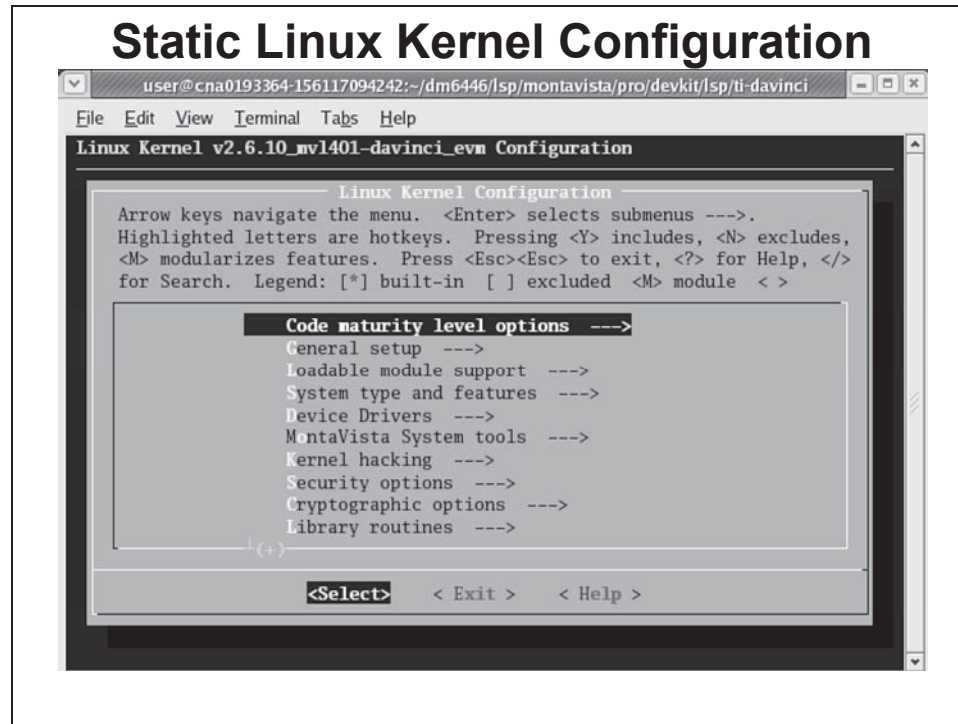 Static Linux Kernel Configuration
user@cna0193364-156117094242:~/dm6446/lsp/montavista/pro/devkit/lsp/ti-davinci
File Edit View Terminal Tabs Help
Linux Kernel v2.6.10_mvl401-davinci_evm Configuration
Linux Kernel Configuration
Arrow keys navigate the menu. <Enter> selects submenus --->.
Highlighted letters are hotkeys. Pressing <Y> includes, <N> excludes,
<M> modularizes features. Press <Esc><Esc> to exit, <?> for Help, </>
for Search. Legend: [*] built-in [ ] excluded <M> module < >
Code maturity level options --->
General setup --->
Loadable module support --->
System type and features --->
Device Drivers --->
MontaVista System tools --->
Kernel hacking --->
Security options --->
Cryptographic options --->
Library routines --->
(+)
<Select> < Exit > < Help >